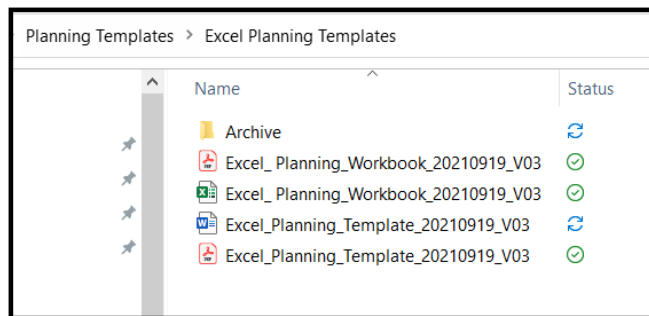 Planning Templates > Excel Planning Templates
Name Status
Archive
Excel_ Planning_Workbook_20210919_V03
Excel_ Planning_Workbook_20210919_V03
Excel_Planning_Template_20210919_V03
Excel_Planning_Template_20210919_V03